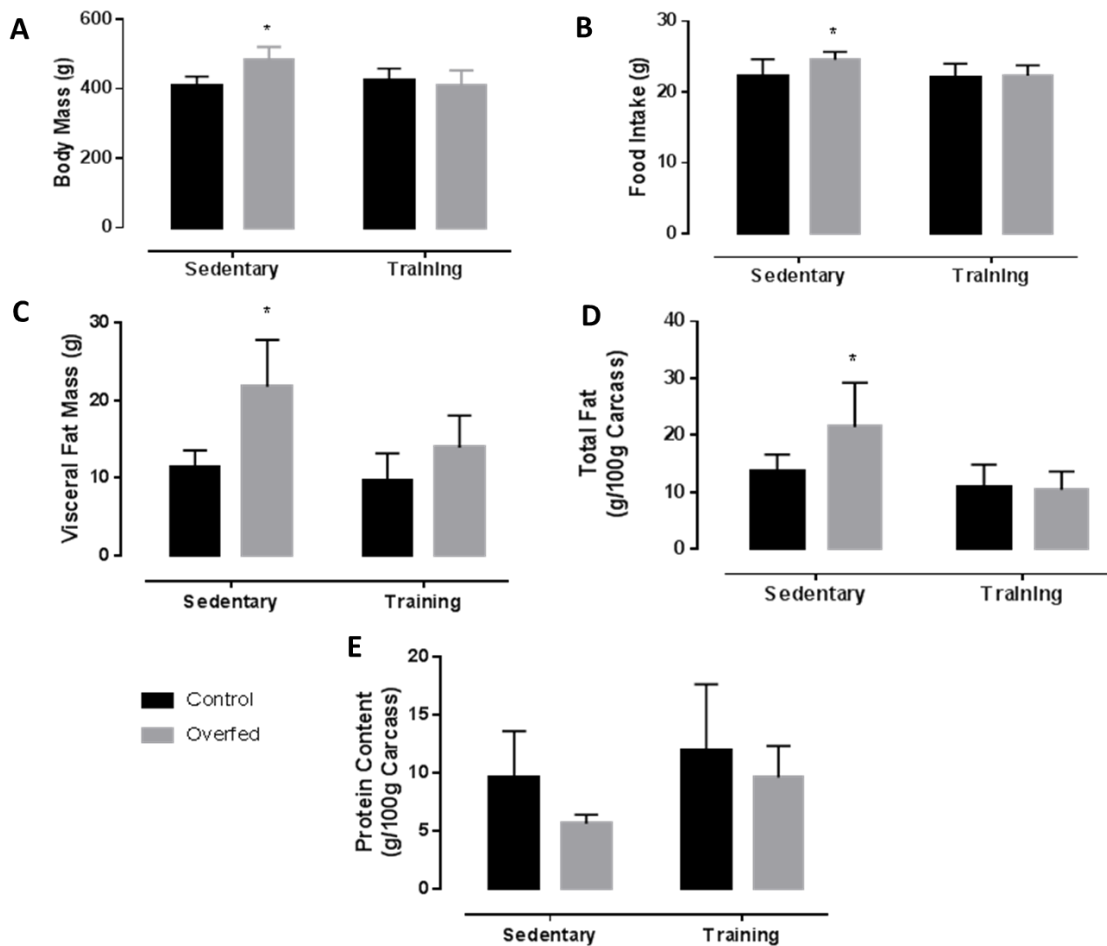 A
Body Mass (g)
600
400
200
0
*
Sedentary Training
B
Food Intake (g)
30
20
10
0
*
Sedentary Training
C
Visceral Fat Mass (g)
30
20
10
0
*
Sedentary Training
D
Total Fat
(g/100g Carcass)
40
30
20
10
0
*
Sedentary Training
Control
Overfed
E
Protein Content
(g/100g Carcass)
20
15
10
5
0
Sedentary Training